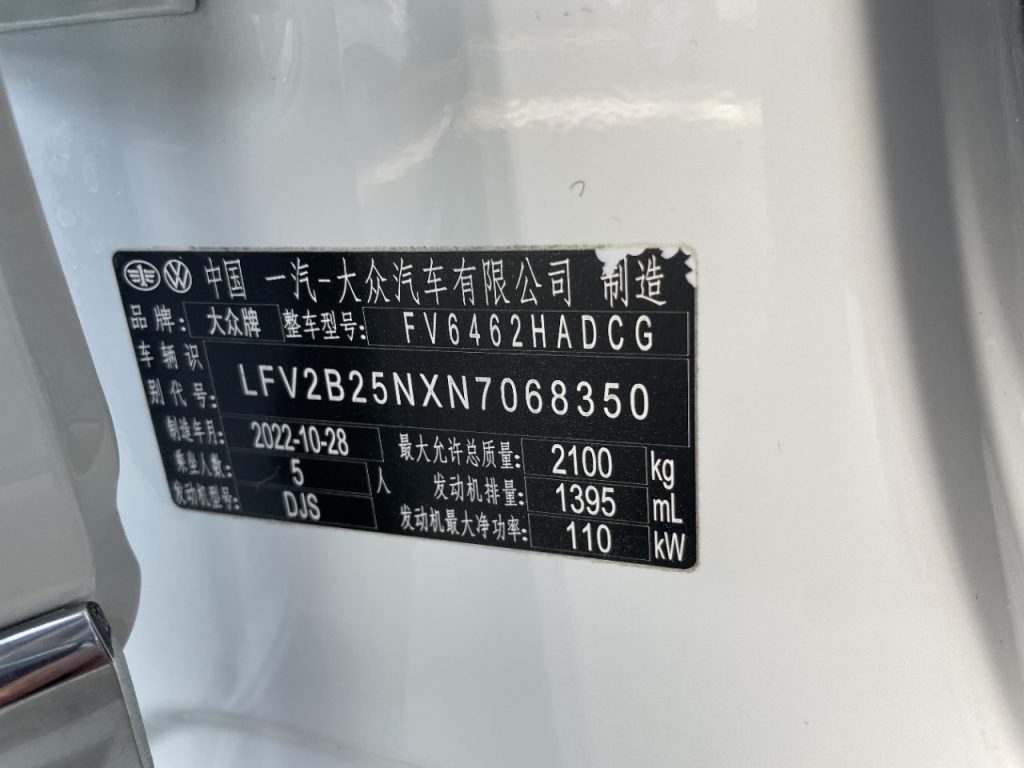 中国 一汽-大众汽车有限公司 制造
品牌: 大众牌 整车型号: FV6462HADCG
车辆识别代号: LFV2B25NXN7068350
制造年月: 2022-10-28 最大允许总质量: 2100 kg
乘坐人数: 5 人 发动机排量: 1395 mL
发动机型号: DJS 发动机最大净功率: 110 kW